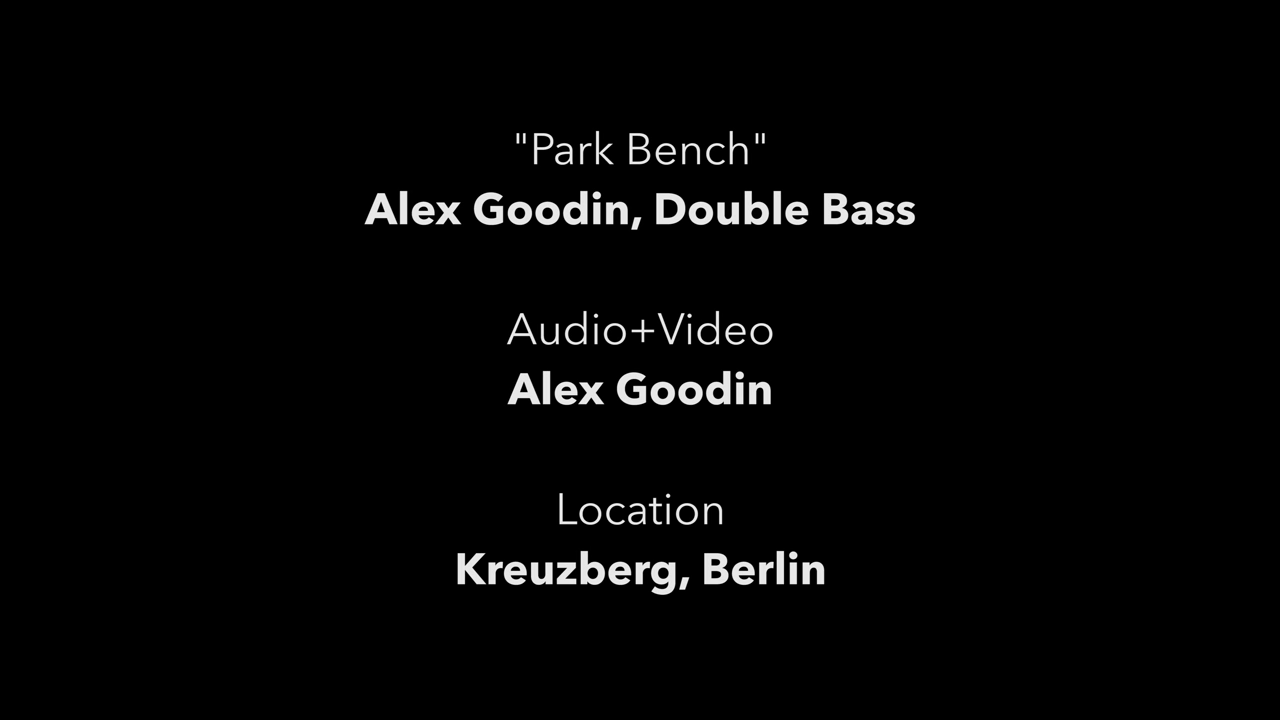 "Park Bench"
Alex Goodin, Double Bass
Audio+Video
Alex Goodin
Location
Kreuzberg, Berlin